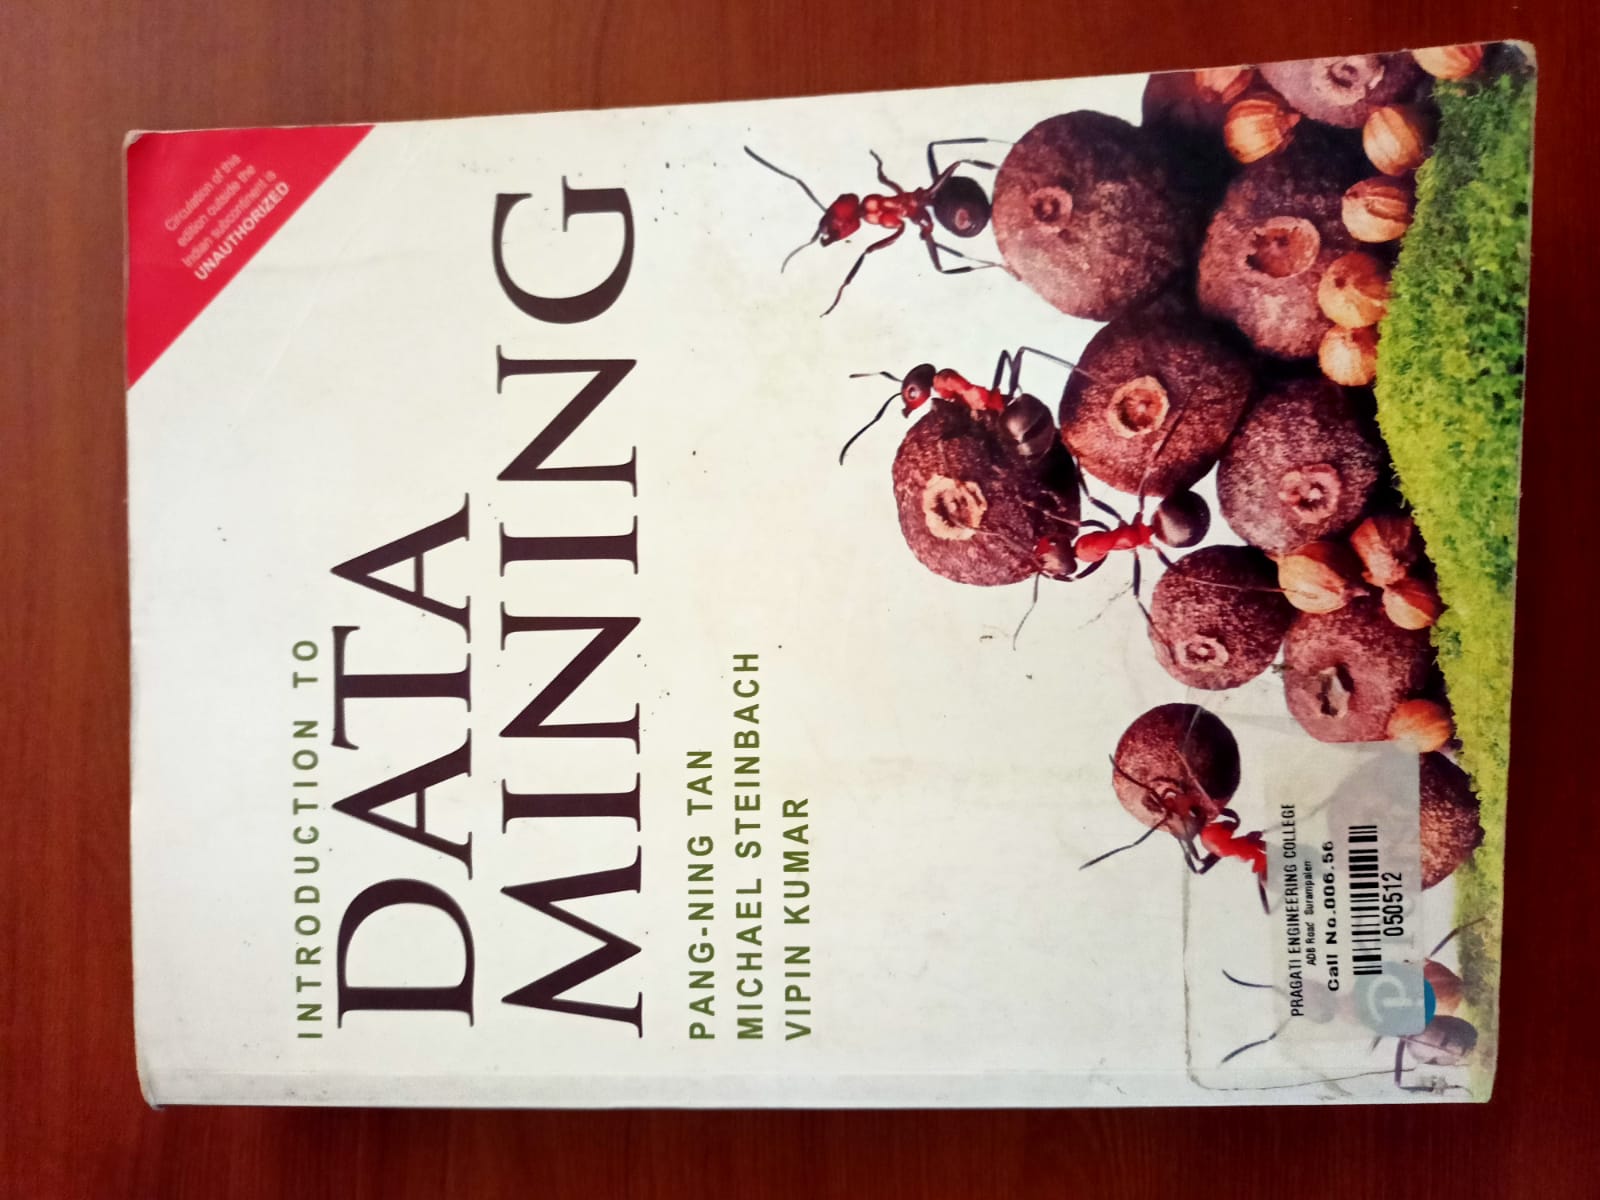 Circulation of this
edition outside the
Indian subcontinent is
UNAUTHORIZED
INTRODUCTION TO
DATA
MINING
PANG-NING TAN
MICHAEL STEINBACH
VIPIN KUMAR
PRAGATI ENGINEERING COLLEGE
ADB Road Surampalem
Call No.006.56
050512
P